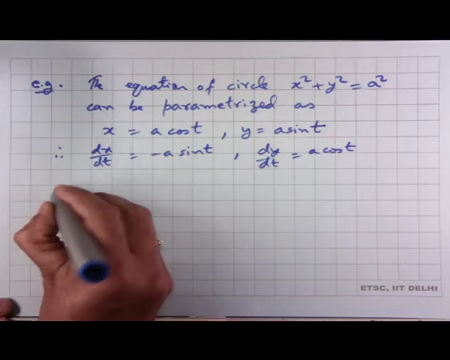 e.g. The equation of circle x² + y² = a²
can be parametrized as
x = a cost , y = asint
∴ dx/dt = -a sint , dy/dt = a cost
ETSC, IIT DELHI